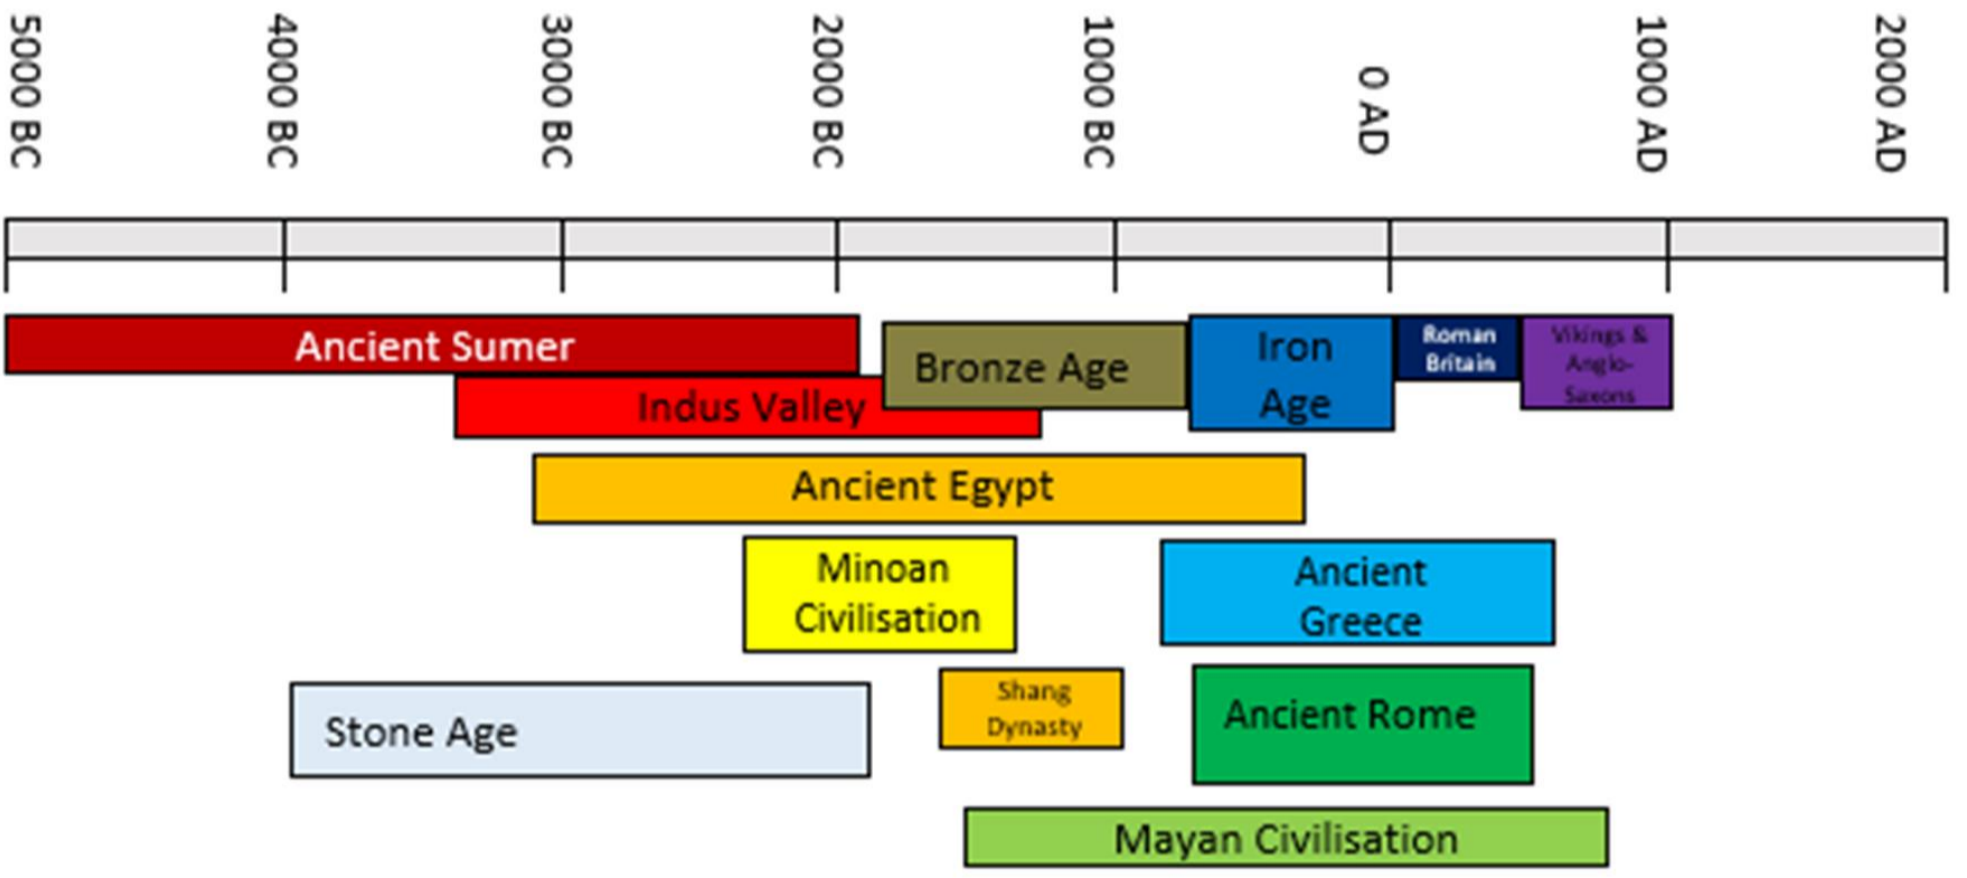 5000 BC
4000 BC
3000 BC
2000 BC
1000 BC
0 AD
1000 AD
2000 AD
Ancient Sumer
Bronze Age
Iron
Age
Roman
Britain
Vikings &
Anglo-
Saxons
Indus Valley
Ancient Egypt
Minoan
Civilisation
Ancient
Greece
Stone Age
Shang
Dynasty
Ancient Rome
Mayan Civilisation